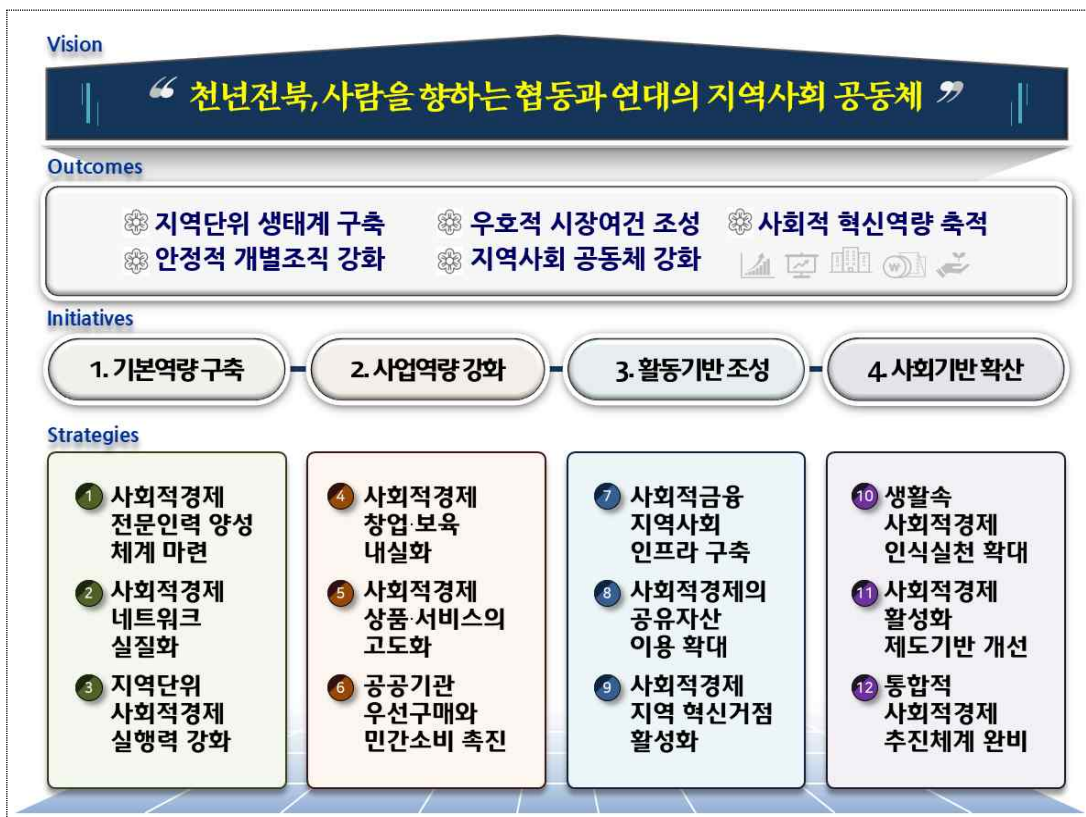 Vision
“ 천년전북, 사람을 향하는 협동과 연대의 지역사회 공동체 ”
Outcomes
지역단위 생태계 구축 우호적 시장여건 조성 사회적 혁신역량 축적
안정적 개별조직 강화 지역사회 공동체 강화
Initiatives
1. 기본역량 구축
2. 사업역량 강화
3. 활동기반 조성
4. 사회기반 확산
Strategies
1 사회적경제
전문인력 양성
체계 마련
2 사회적경제
네트워크
실질화
3 지역단위
사회적경제
실행력 강화
4 사회적경제
창업·보육
내실화
5 사회적경제
상품·서비스의
고도화
6 공공기관
우선구매와
민간소비 촉진
7 사회적금융
지역사회
인프라 구축
8 사회적경제의
공유자산
이용 확대
9 사회적경제
지역 혁신거점
활성화
10 생활속
사회적경제
인식실천 확대
11 사회적경제
활성화
제도기반 개선
12 통합적
사회적경제
추진체계 완비